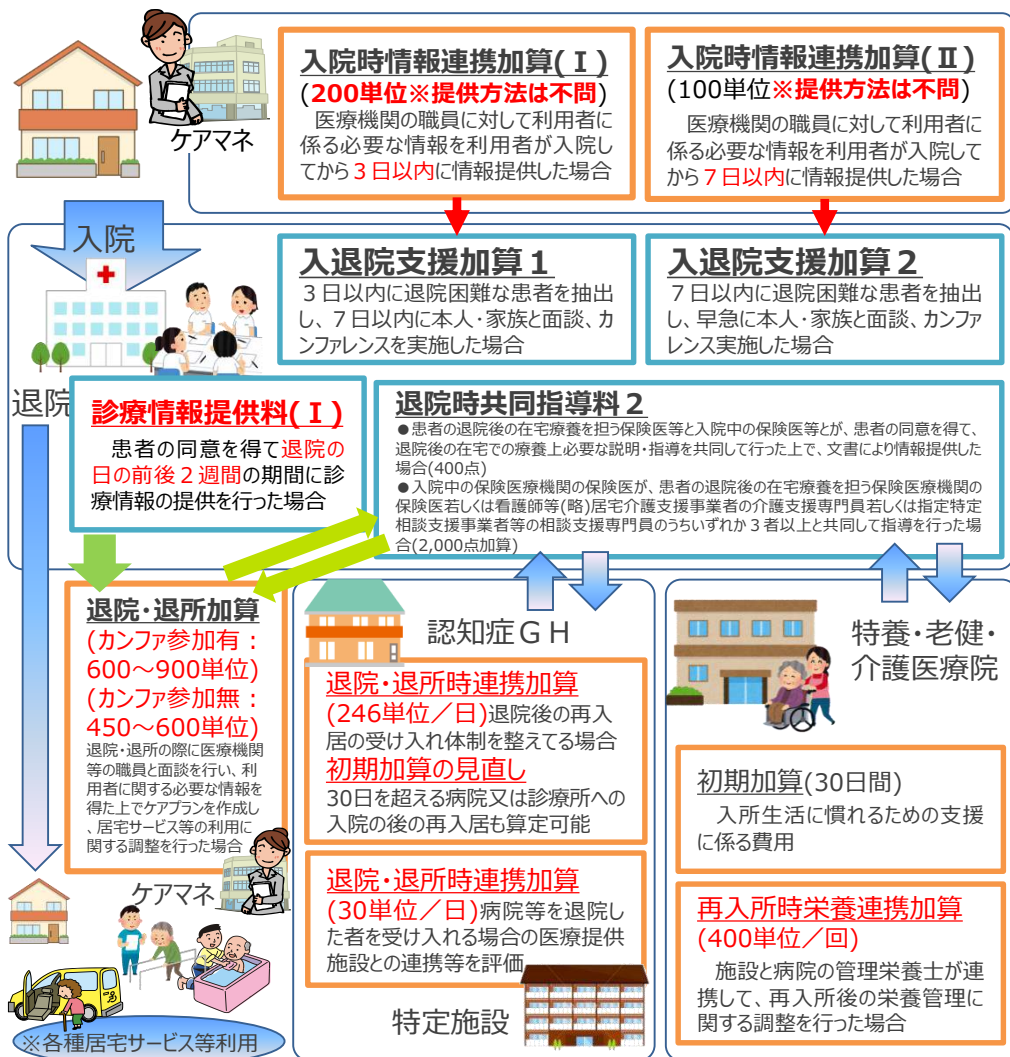 入院時情報連携加算(Ⅰ)
(200単位※提供方法は不問)
医療機関の職員に対して利用者に
係る必要な情報を利用者が入院し
てから３日以内に情報提供した場合
入院時情報連携加算(Ⅱ)
(100単位※提供方法は不問)
医療機関の職員に対して利用者に
係る必要な情報を利用者が入院して
から７日以内に情報提供した場合
ケアマネ
入院
入退院支援加算１
３日以内に退院困難な患者を抽出
し、７日以内に本人・家族と面談、カ
ンファレンスを実施した場合
入退院支援加算２
７日以内に退院困難な患者を抽出
し、早急に本人・家族と面談、カンファ
レンス実施した場合
退院
診療情報提供料(Ⅰ)
患者の同意を得て退院の
日の前後２週間の期間に診
療情報の提供を行った場合
退院時共同指導料２
●患者の退院後の在宅療養を担う保険医等と入院中の保険医等とが、患者の同意を得て、
退院後の在宅での療養上必要な説明・指導を共同して行った上で、文書により情報提供した
場合(400点)
●入院中の保険医療機関の保険医が、患者の退院後の在宅療養を担う保険医療機関の
保険医若しくは看護師等(略)居宅介護支援事業者の介護支援専門員若しくは指定特定
相談支援事業者等の相談支援専門員のうちいずれか３者以上と共同して指導を行った場
合(2,000点加算)
退院・退所加算
(カンファ参加有：
600～900単位)
(カンファ参加無：
450～600単位)
退院・退所の際に医療機関
等の職員と面談を行い、利
用者に関する必要な情報を
得た上でケアプランを作成し
、居宅サービス等の利用に
関する調整を行った場合
ケアマネ
※各種居宅サービス等利用
認知症ＧＨ
退院・退所時連携加算
(246単位／日)退院後の再入
居の受け入れ体制を整えてる場合
初期加算の見直し
30日を超える病院又は診療所への
入院の後の再入居も算定可能
退院・退所時連携加算
(30単位／日)病院等を退院し
た者を受け入れる場合の医療提供
施設との連携等を評価
特定施設
特養・老健・
介護医療院
初期加算(30日間)
入所生活に慣れるための支援
に係る費用
再入所時栄養連携加算
(400単位／回)
施設と病院の管理栄養士が連
携して、再入所後の栄養管理に
関する調整を行った場合